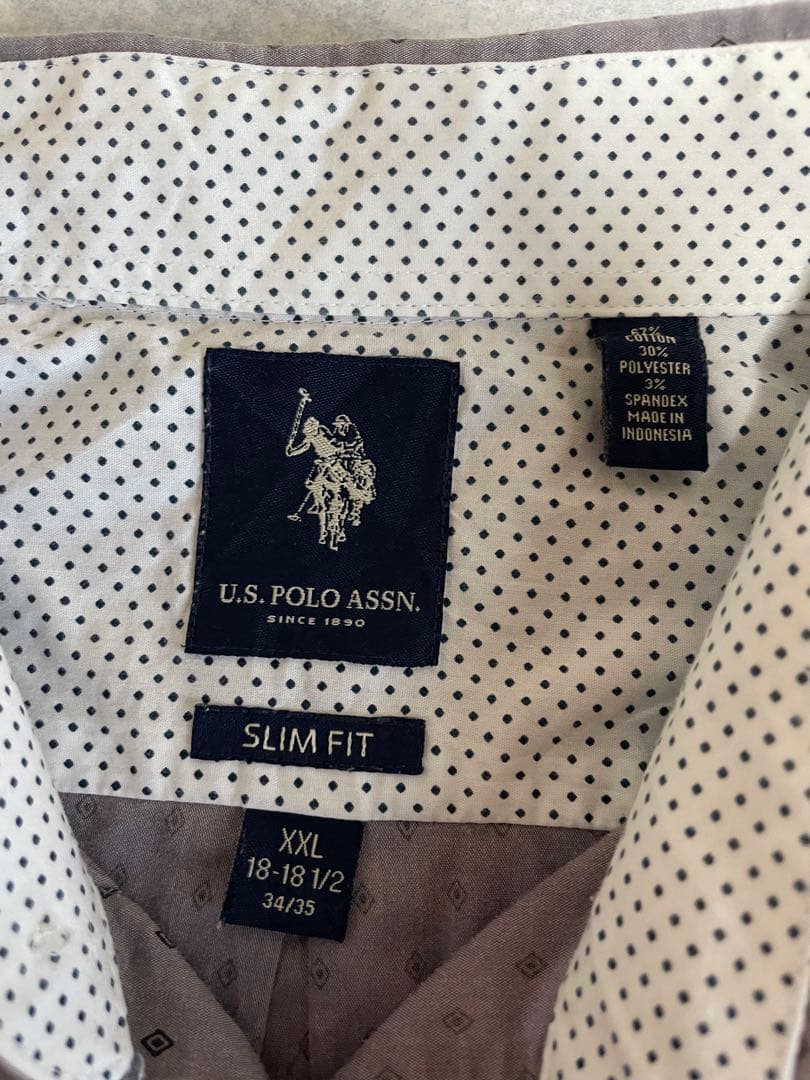 67%
COTTON
30%
POLYESTER
3%
SPANDEX
MADE IN
INDONESIA
U.S. POLO ASSN.
SINCE 1890
SLIM FIT
XXL
18-18 1/2
34/35